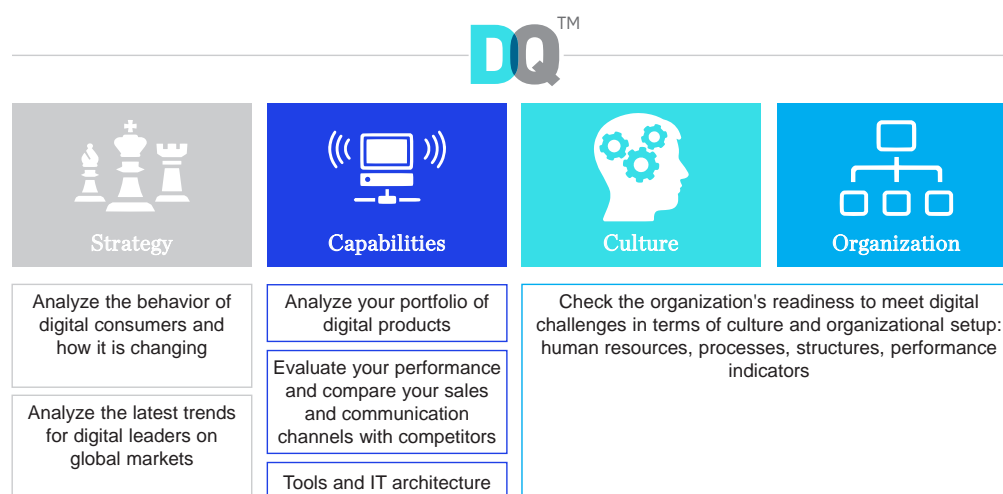 DQ™
Strategy
Capabilities
Culture
Organization
Analyze the behavior of
digital consumers and
how it is changing
Analyze the latest trends
for digital leaders on
global markets
Analyze your portfolio of
digital products
Evaluate your performance
and compare your sales
and communication
channels with competitors
Tools and IT architecture
Check the organization's readiness to meet digital
challenges in terms of culture and organizational setup:
human resources, processes, structures, performance
indicators